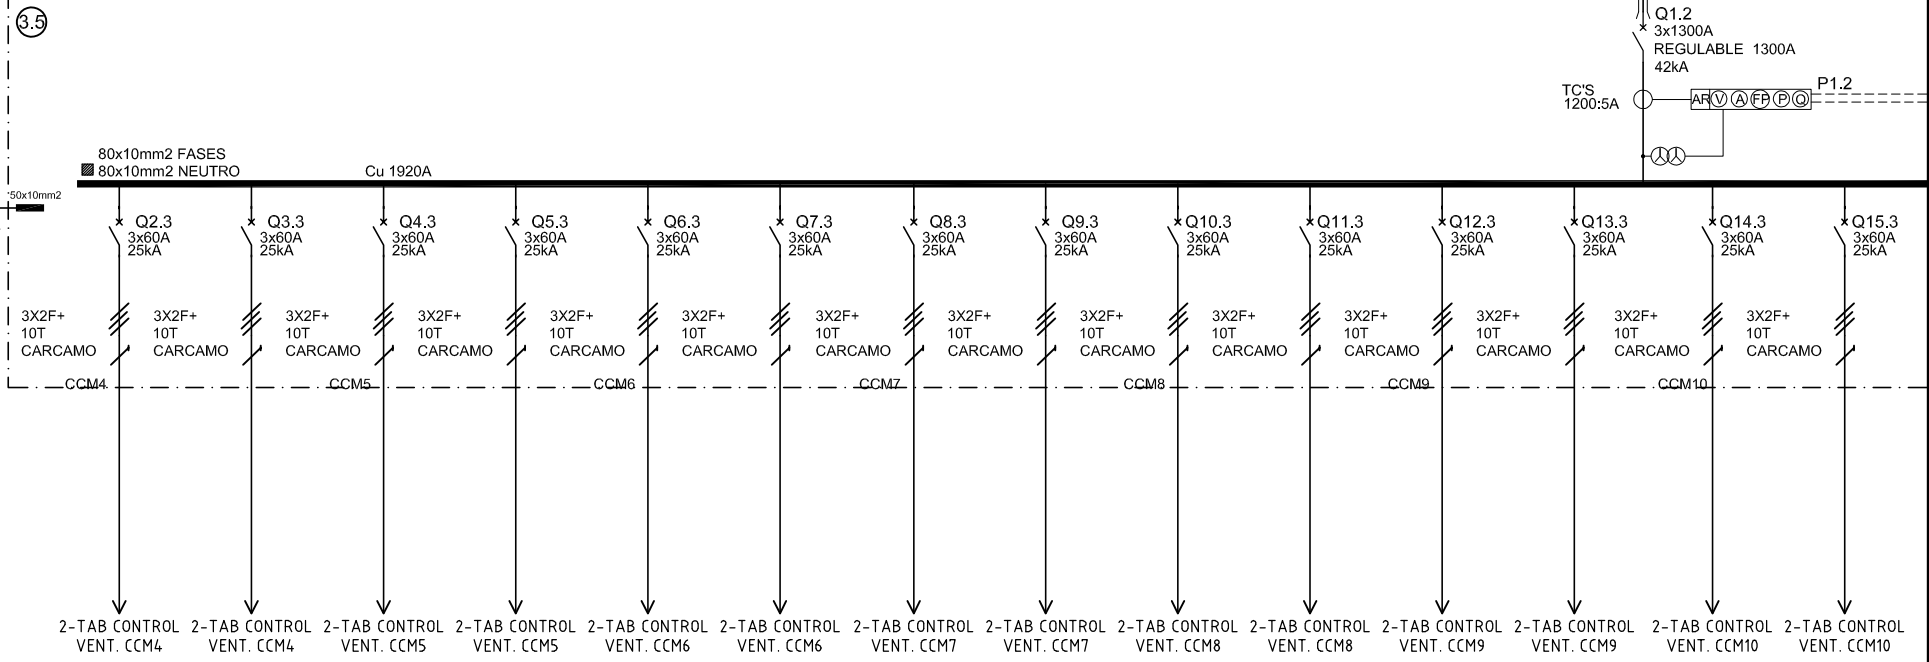 3.5
Q1.2
3x1300A
REGULABLE 1300A
42kA
TC'S
1200:5A
AR V A FP P Q
P1.2
80x10mm2 FASES
80x10mm2 NEUTRO
Cu 1920A
50x10mm2
Q2.3 Q3.3 Q4.3 Q5.3 Q6.3 Q7.3 Q8.3 Q9.3 Q10.3 Q11.3 Q12.3 Q13.3 Q14.3 Q15.3
3x60A 3x60A 3x60A 3x60A 3x60A 3x60A 3x60A 3x60A 3x60A 3x60A 3x60A 3x60A 3x60A 3x60A
25kA 25kA 25kA 25kA 25kA 25kA 25kA 25kA 25kA 25kA 25kA 25kA 25kA 25kA
3X2F+ 3X2F+ 3X2F+ 3X2F+ 3X2F+ 3X2F+ 3X2F+ 3X2F+ 3X2F+ 3X2F+ 3X2F+ 3X2F+ 3X2F+ 3X2F+
10T 10T 10T 10T 10T 10T 10T 10T 10T 10T 10T 10T 10T 10T
CARCAMO CARCAMO CARCAMO CARCAMO CARCAMO CARCAMO CARCAMO CARCAMO CARCAMO CARCAMO CARCAMO CARCAMO CARCAMO CARCAMO
CCM4 CCM5 CCM6 CCM7 CCM8 CCM9 CCM10
2-TAB CONTROL 2-TAB CONTROL 2-TAB CONTROL 2-TAB CONTROL 2-TAB CONTROL 2-TAB CONTROL 2-TAB CONTROL 2-TAB CONTROL 2-TAB CONTROL 2-TAB CONTROL 2-TAB CONTROL 2-TAB CONTROL 2-TAB CONTROL 2-TAB CONTROL
VENT. CCM4 VENT. CCM4 VENT. CCM5 VENT. CCM5 VENT. CCM6 VENT. CCM6 VENT. CCM7 VENT. CCM7 VENT. CCM8 VENT. CCM8 VENT. CCM9 VENT. CCM9 VENT. CCM10 VENT. CCM10